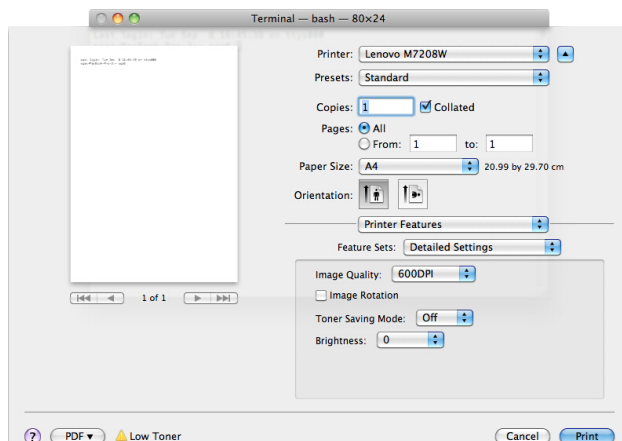 Terminal — bash — 80×24
Printer: Lenovo M7208W
Presets: Standard
Copies: 1 Collated
Pages: All
From: 1 to: 1
Paper Size: A4 20.99 by 29.70 cm
Orientation:
Printer Features
Feature Sets: Detailed Settings
Image Quality: 600DPI
Image Rotation
1 of 1
Toner Saving Mode: Off
Brightness: 0
? PDF▼ Low Toner Cancel Print